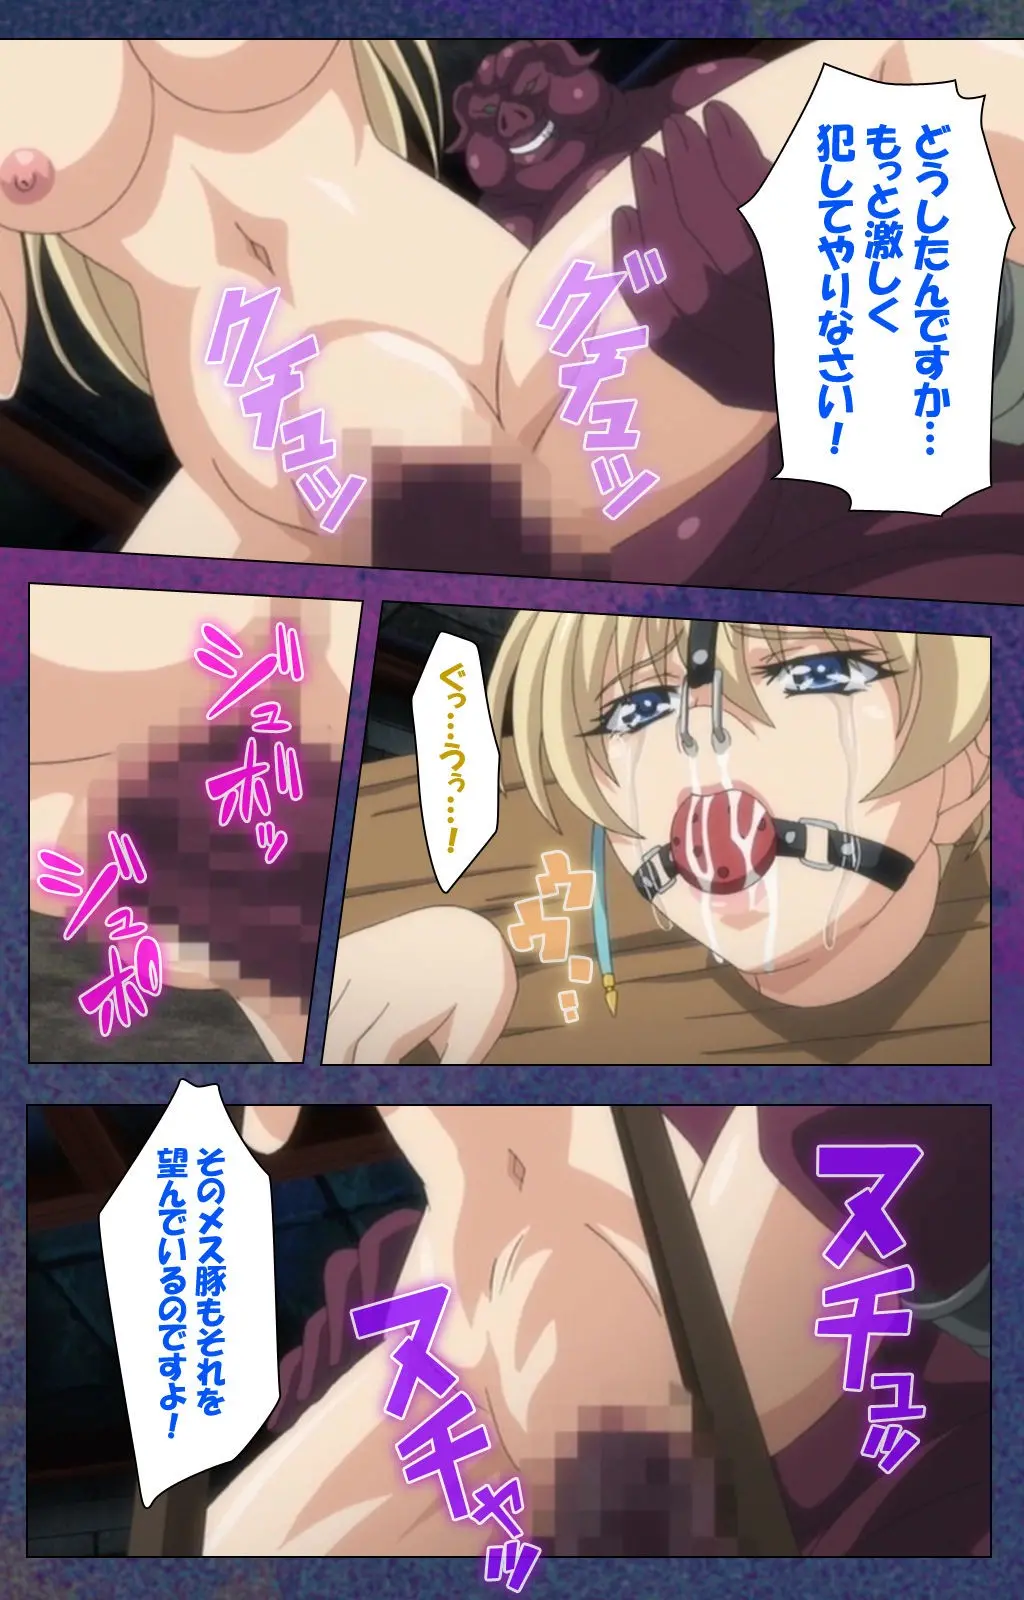 どうしたんですか…
もっと激しく
犯してやりなさい！
グチュッ
グチュッ
ぐっ…うぅ…！
ウウ…
ジュボッ
ジュポ
そのメス豚もそれを
望んでいるのですよ！
ヌチュッ
ヌチャッ